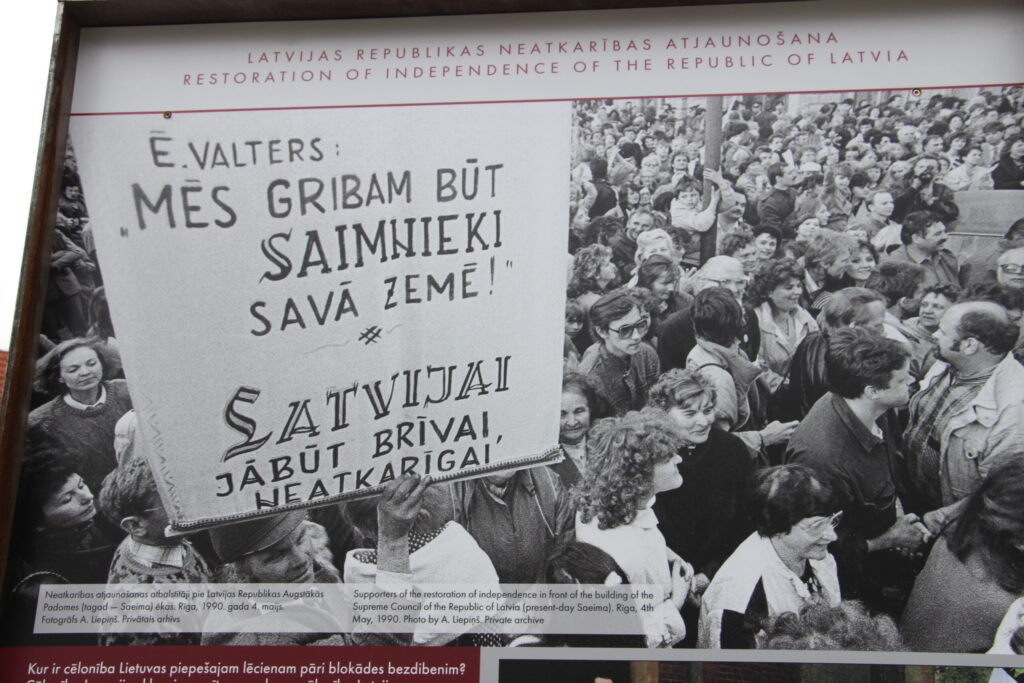 LATVIJAS REPUBLIKAS NEATKARĪBAS ATJAUNOŠANA
RESTORATION OF INDEPENDENCE OF THE REPUBLIC OF LATVIA
Ē. VALTERS:
„MĒS GRIBAM BŪT
SAIMNIEKI
SAVĀ ZEMĒ!"
#
LATVIJAI
JĀBŪT BRĪVAI,
NEATKARĪGAI
Neatkarības atjaunošanas atbalstītāji pie Latvijas Republikas Augstākās
Padomes (tagad — Saeima) ēkas. Rīga, 1990. gada 4. maijs.
Fotogrāfs A. Liepiņš. Privātais arhīvs
Supporters of the restoration of independence in front of the building of the
Supreme Council of the Republic of Latvia (present-day Saeima). Rīga, 4th
May, 1990. Photo by A. Liepiņš. Private archive
Kur ir cēlonība Lietuvas piepešajam lēcienam pāri blokādes bezdibenim?